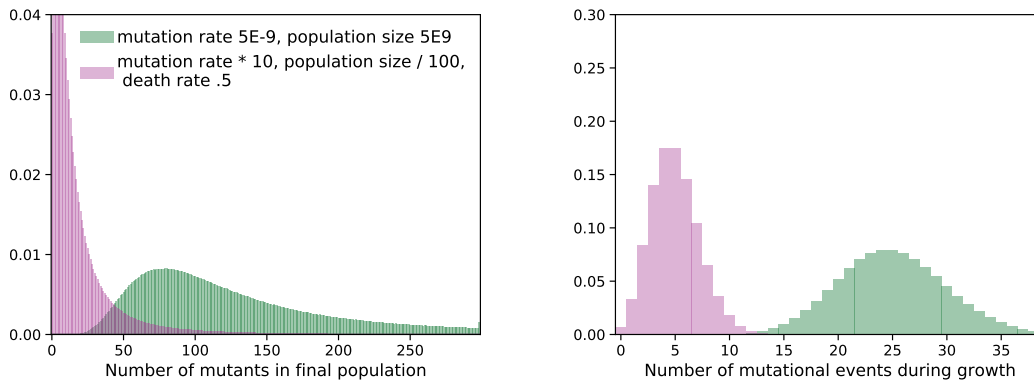 0.04
0.03
0.02
0.01
0.00
mutation rate 5E-9, population size 5E9
mutation rate * 10, population size / 100,
death rate .5
0 50 100 150 200 250
Number of mutants in final population
0.30
0.25
0.20
0.15
0.10
0.05
0.00
0 5 10 15 20 25 30 35
Number of mutational events during growth